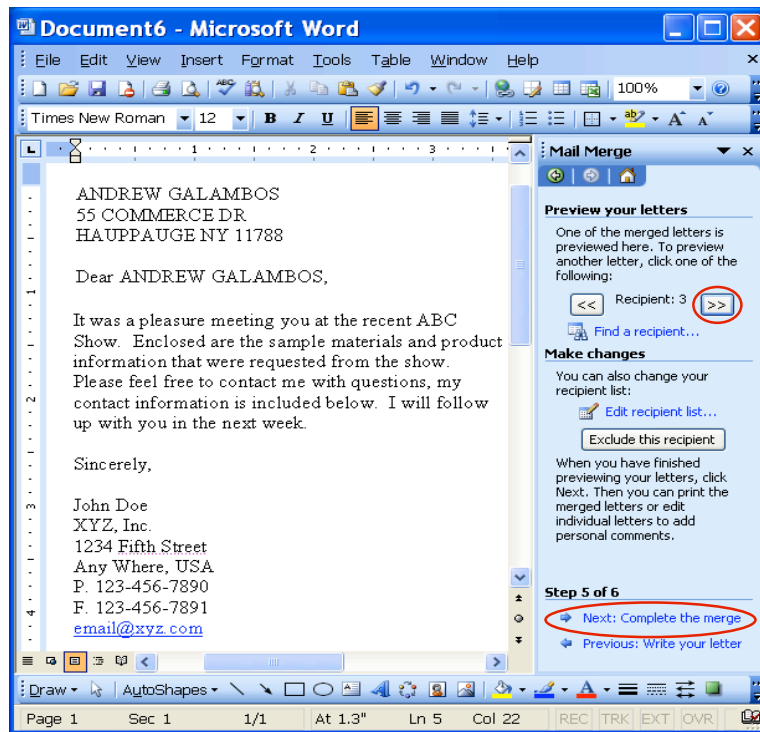 Document6 - Microsoft Word
File Edit View Insert Format Tools Table Window Help
100%
Times New Roman 12 B I U
Mail Merge
1 2 3
Preview your letters
One of the merged letters is
previewed here. To preview
another letter, click one of the
following:
<< Recipient: 3 >>
Find a recipient...
Make changes
You can also change your
recipient list:
Edit recipient list...
Exclude this recipient
When you have finished
previewing your letters, click
Next. Then you can print the
merged letters or edit
individual letters to add
personal comments.
Step 5 of 6
Next: Complete the merge
Previous: Write your letter
ANDREW GALAMBOS
55 COMMERCE DR
HAUPPAUGE NY 11788
Dear ANDREW GALAMBOS,
It was a pleasure meeting you at the recent ABC
Show. Enclosed are the sample materials and product
information that were requested from the show.
Please feel free to contact me with questions, my
contact information is included below. I will follow
up with you in the next week.
Sincerely,
John Doe
XYZ, Inc.
1234 Fifth Street
Any Where, USA
P. 123-456-7890
F. 123-456-7891
email@xyz.com
1
2
3
4
Draw AutoShapes
Page 1 Sec 1 1/1 At 1.3" Ln 5 Col 22 REC TRK EXT OVR